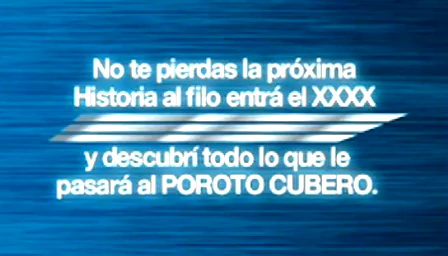 No te pierdas la próxima
Historia al filo entrá el XXXX
y descubrí todo lo que le
pasará al POROTO CUBERO.